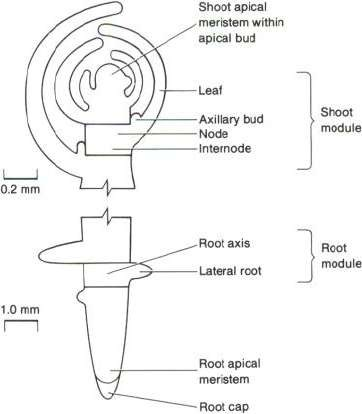 Shoot apical
meristem within
apical bud
Leaf
Axillary bud
Node
Internode
Shoot
module
0.2 mm
Root axis
Lateral root
Root
module
1.0 mm
Root apical
meristem
Root cap